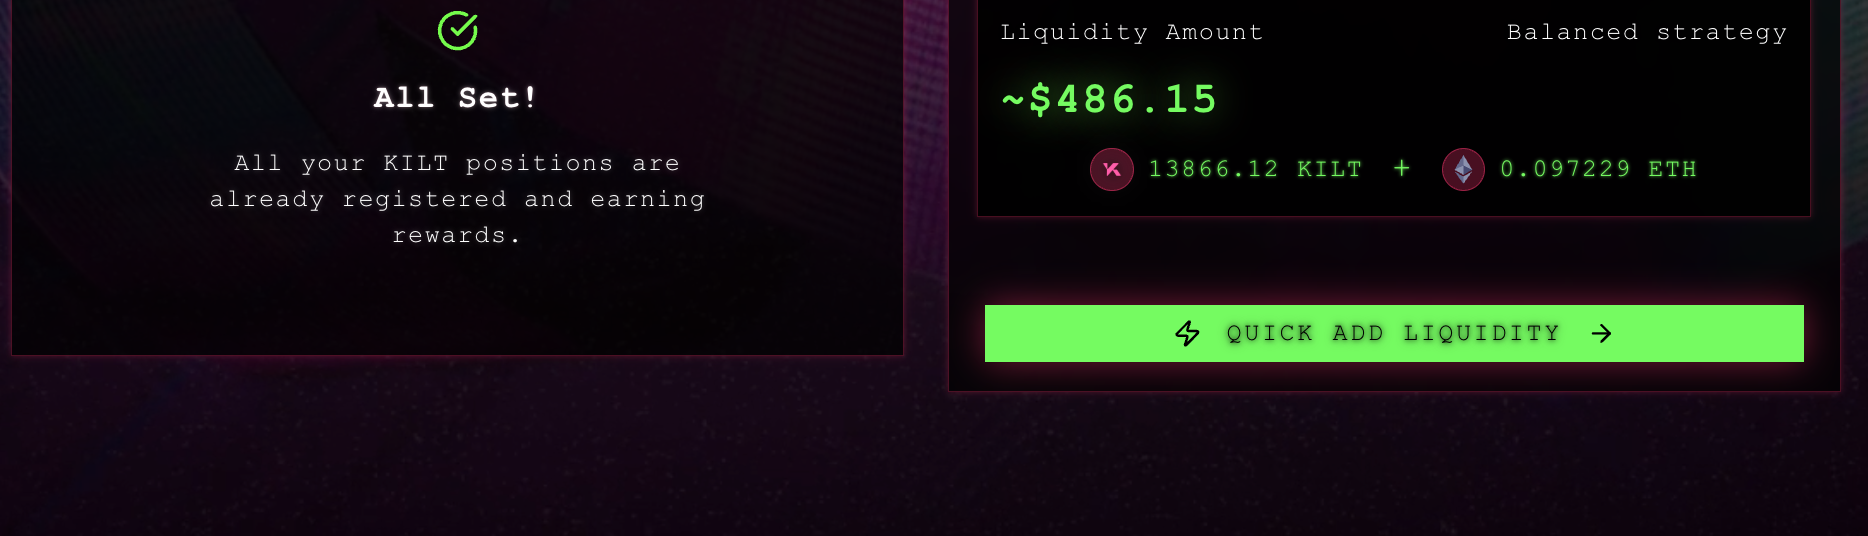 All Set!
All your KILT positions are
already registered and earning
rewards.
Liquidity Amount
Balanced strategy
~$486.15
13866.12 KILT + 0.097229 ETH
QUICK ADD LIQUIDITY →